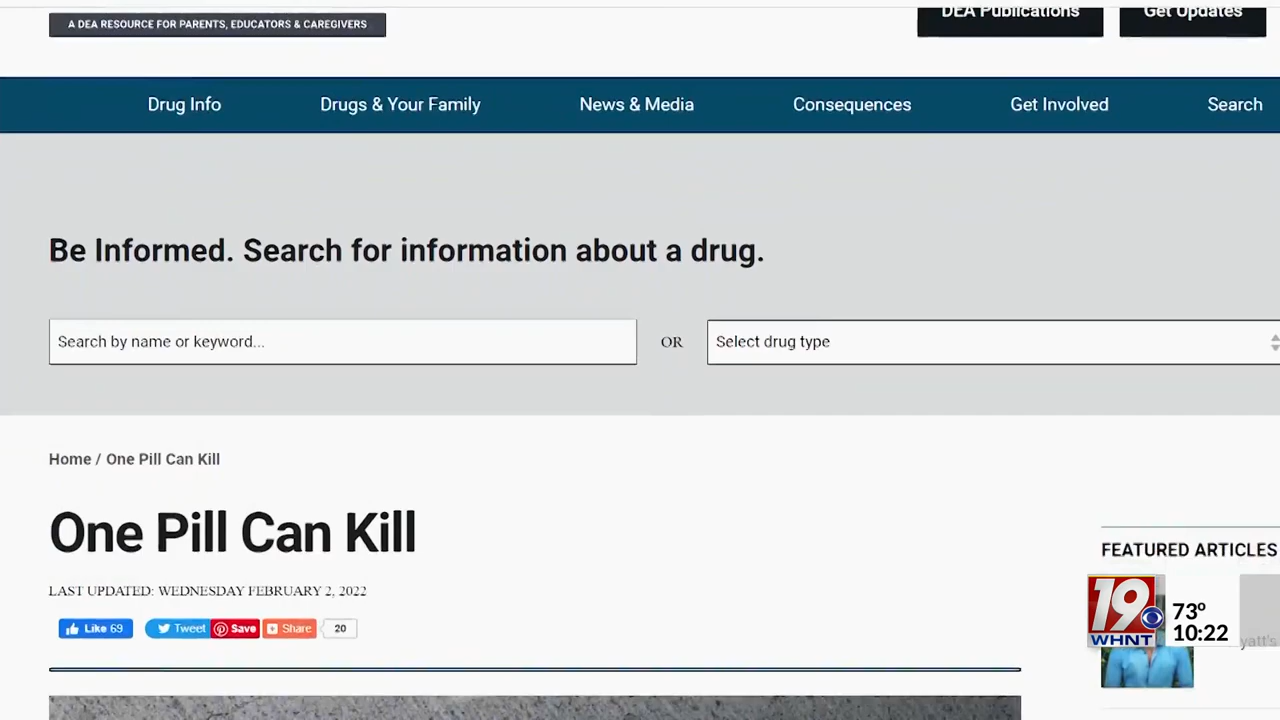 A DEA RESOURCE FOR PARENTS, EDUCATORS & CAREGIVERS
DEA Publications
Get Updates
Drug Info
Drugs & Your Family
News & Media
Consequences
Get Involved
Search
Be Informed. Search for information about a drug.
Search by name or keyword...
OR
Select drug type
Home / One Pill Can Kill
One Pill Can Kill
LAST UPDATED: WEDNESDAY FEBRUARY 2, 2022
Like 69
Tweet
Save
Share
20
FEATURED ARTICLES
19
WHNT
73º
10:22
yatt's